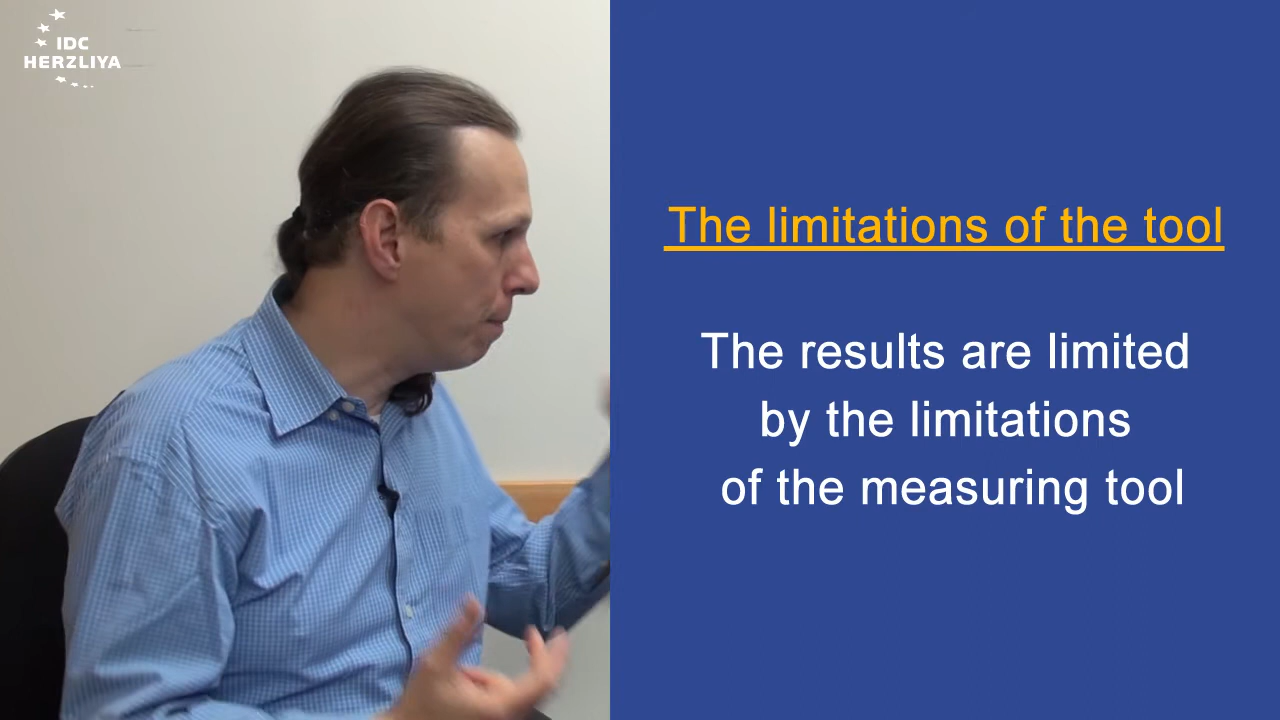 IDC
HERZLIYA
The limitations of the tool
The results are limited
by the limitations
of the measuring tool